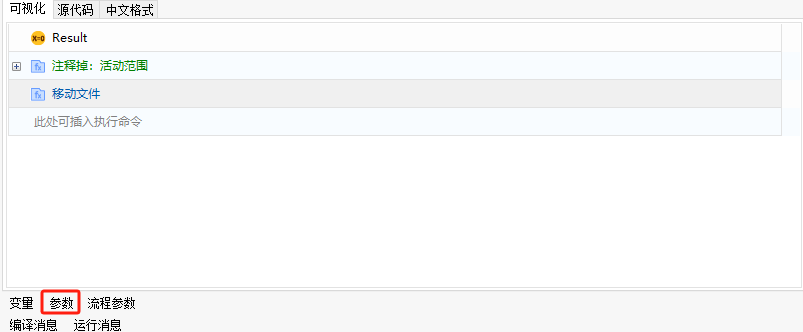 可视化 源代码 中文格式
X=0 Result
fx 注释掉：活动范围
fx 移动文件
此处可插入执行命令
变量 参数 流程参数
编译消息 运行消息